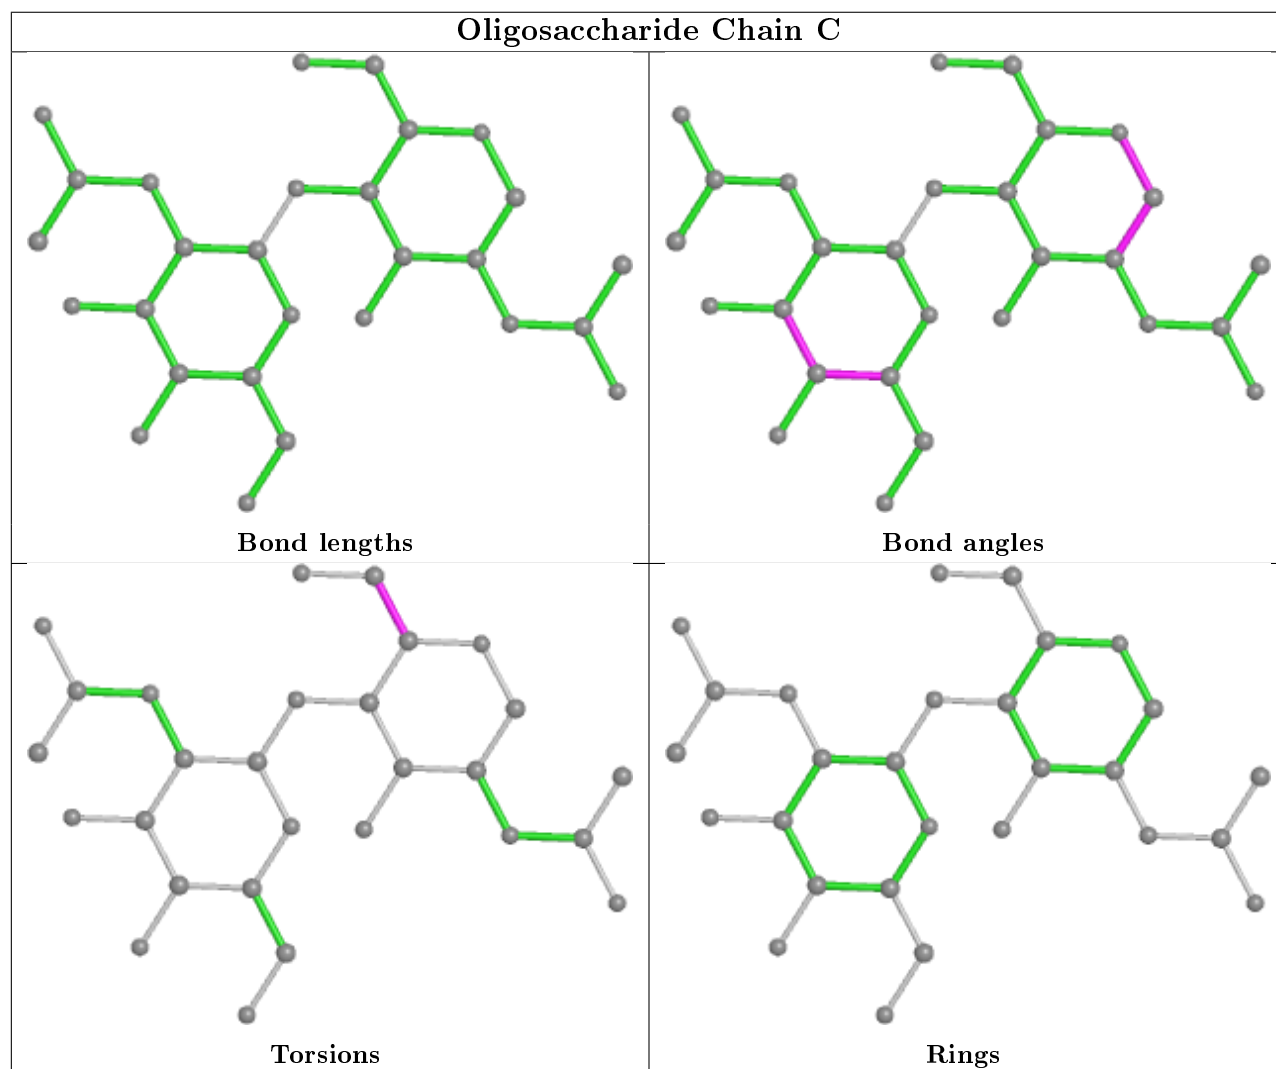 Oligosaccharide Chain C
Bond lengths
Bond angles
Torsions
Rings